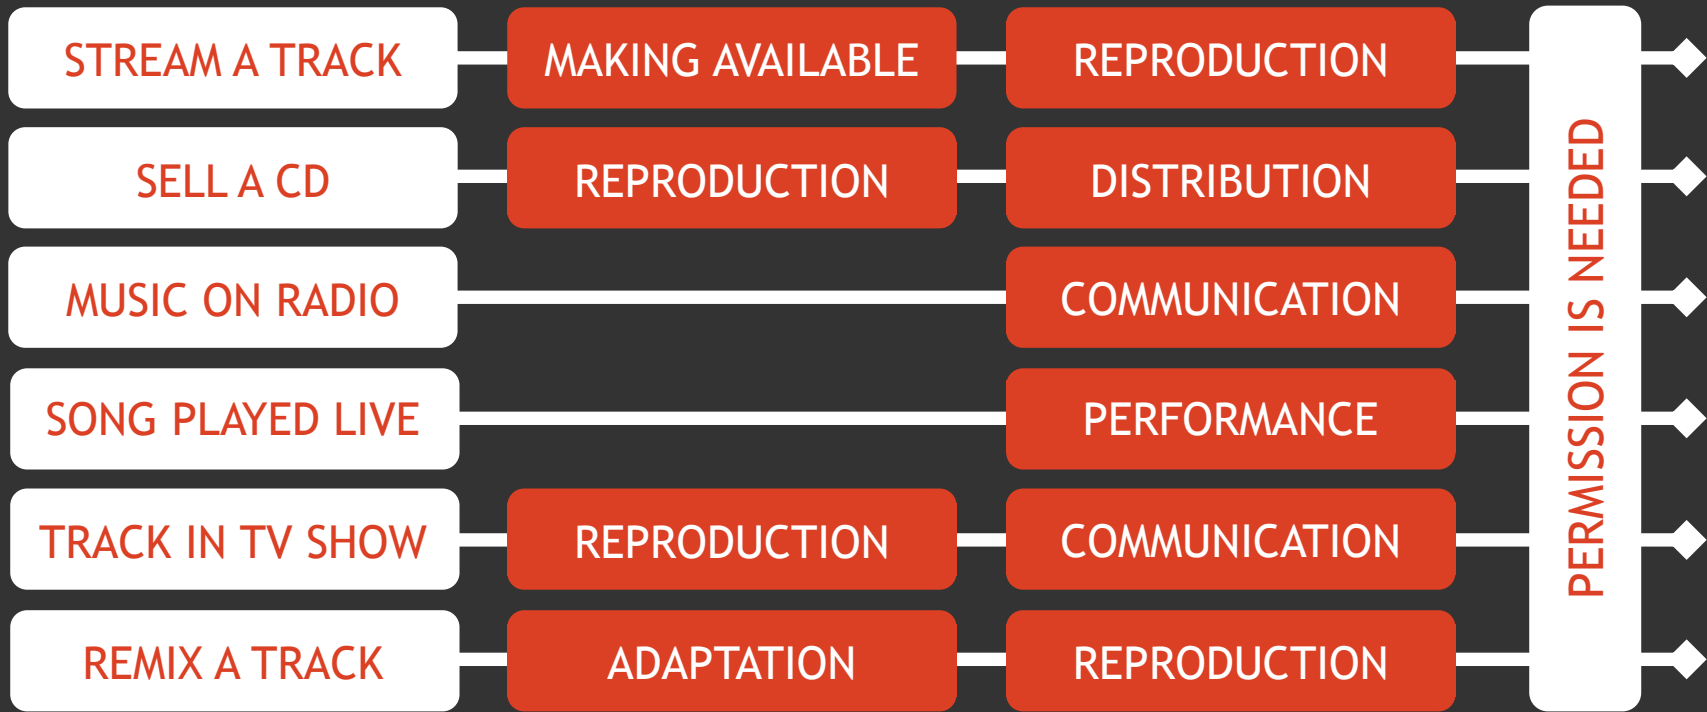 STREAM A TRACK
MAKING AVAILABLE
REPRODUCTION
SELL A CD
REPRODUCTION
DISTRIBUTION
MUSIC ON RADIO
COMMUNICATION
SONG PLAYED LIVE
PERFORMANCE
TRACK IN TV SHOW
REPRODUCTION
COMMUNICATION
REMIX A TRACK
ADAPTATION
REPRODUCTION
PERMISSION IS NEEDED